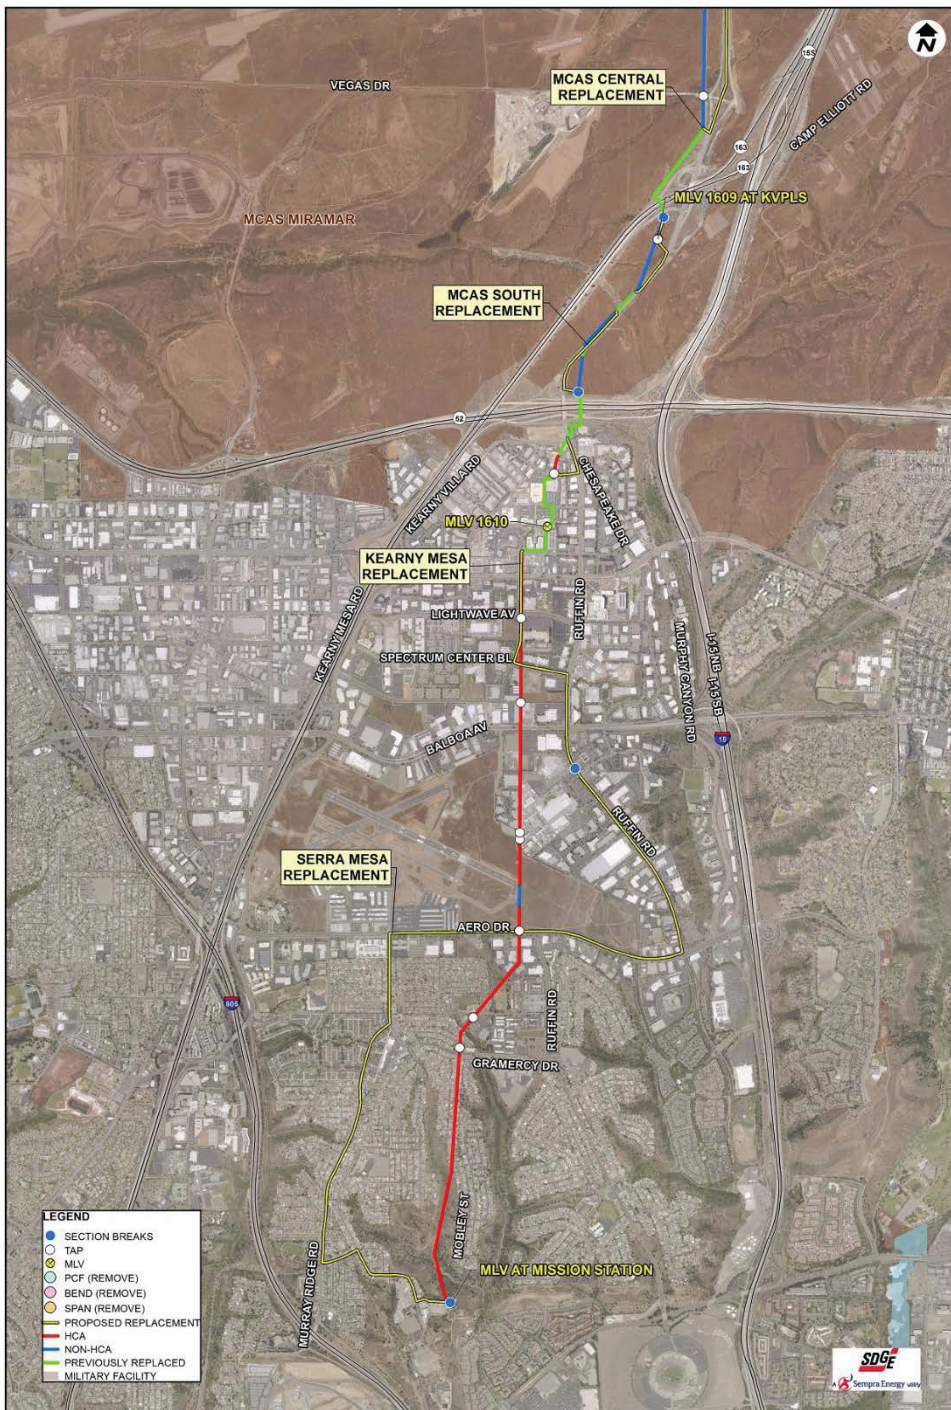 N
155
VEGAS DR
MCAS CENTRAL
REPLACEMENT
CAMP ELLIOTT RD
163
163
MLV 1609 AT KVPLS
MCAS MIRAMAR
MCAS SOUTH
REPLACEMENT
52
KEARNY VILLA RD
CHESAPEAKE DR
MLV 1610
KEARNY MESA
REPLACEMENT
RUFFIN RD
LIGHTWAVE AV
KEARNY MESA RD
SPECTRUM CENTER BL
MURPHY CANYON RD
I-15 NB
I-15 SB
BALBOA AV
15
RUFFIN RD
SERRA MESA
REPLACEMENT
AERO DR
805
RUFFIN RD
GRAMERCY DR
MOBLEY ST
MURRAY RIDGE RD
MLV AT MISSION STATION
LEGEND
SECTION BREAKS
TAP
MLV
PCF (REMOVE)
BEND (REMOVE)
SPAN (REMOVE)
PROPOSED REPLACEMENT
HCA
NON-HCA
PREVIOUSLY REPLACED
MILITARY FACILITY
SDGE
A Sempra Energy utility